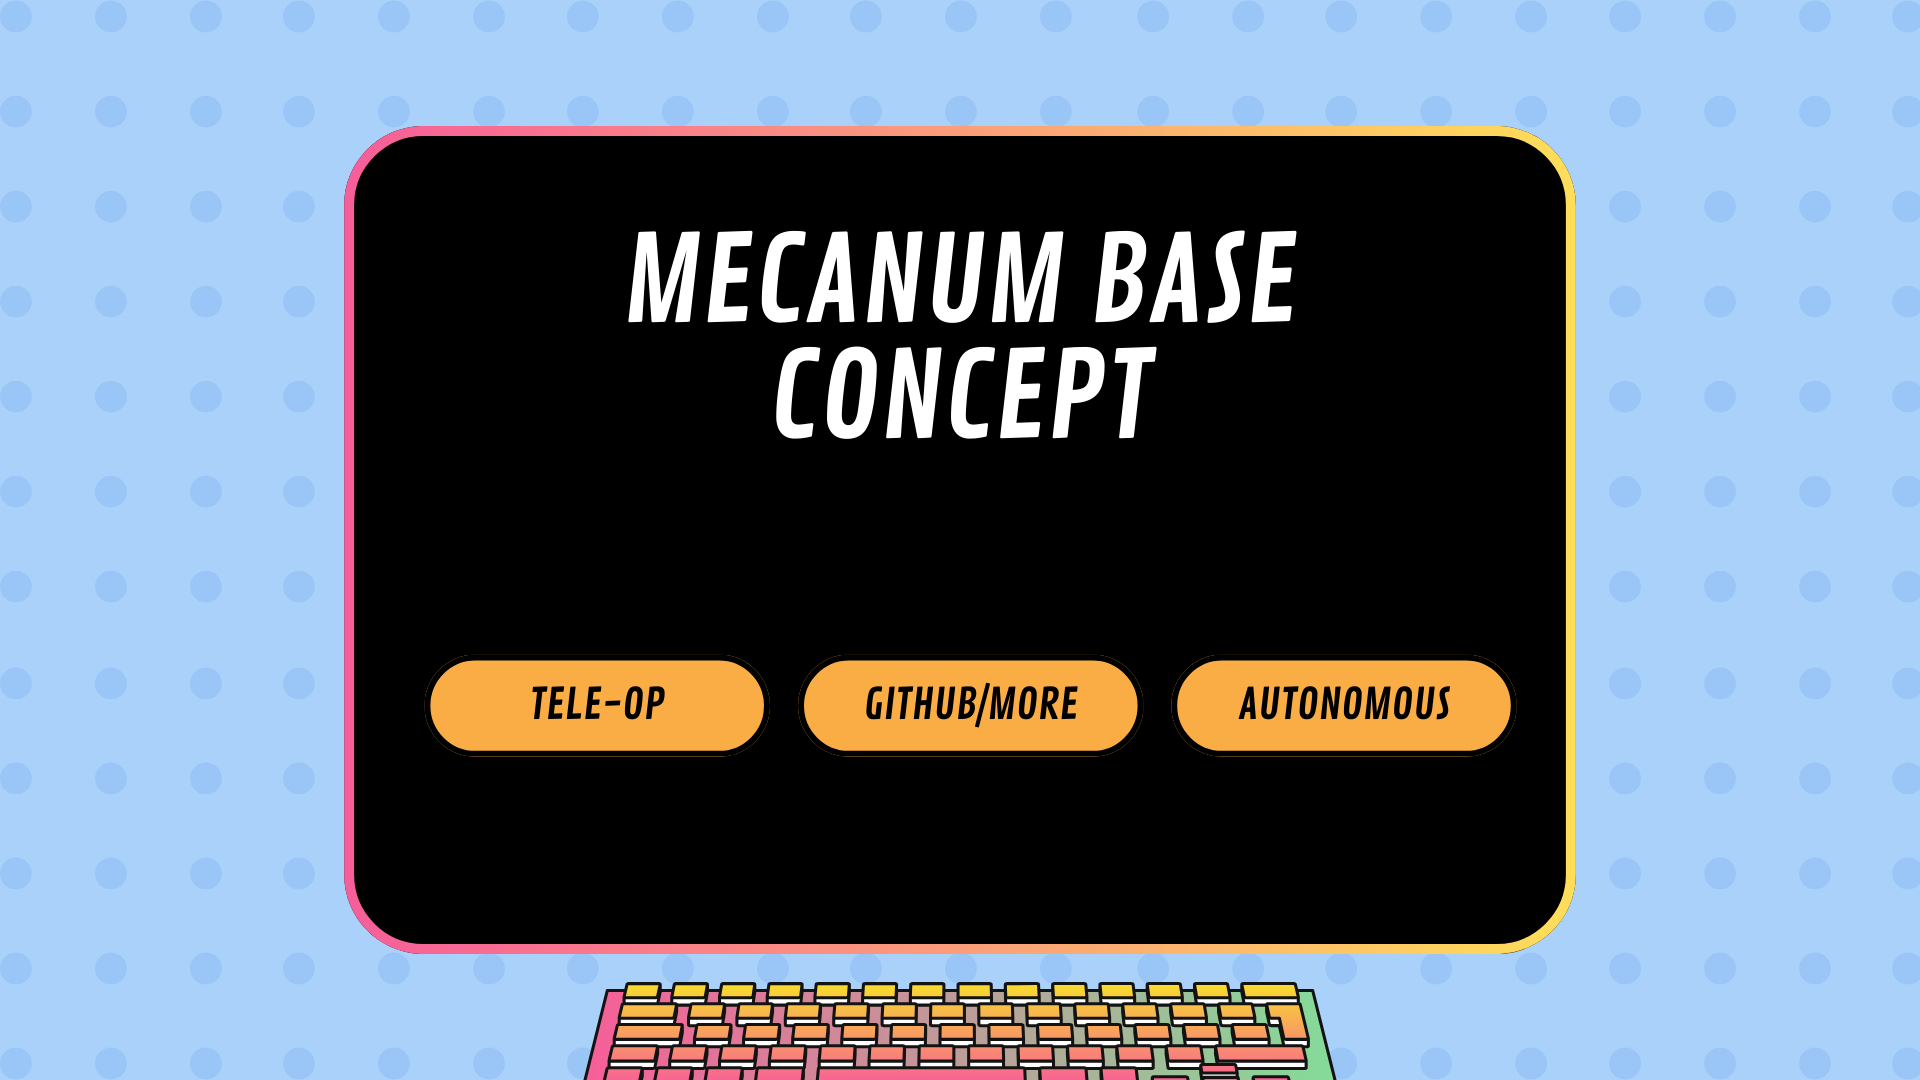 MECANUM BASE
CONCEPT
TELE-OP
GITHUB/MORE
AUTONOMOUS